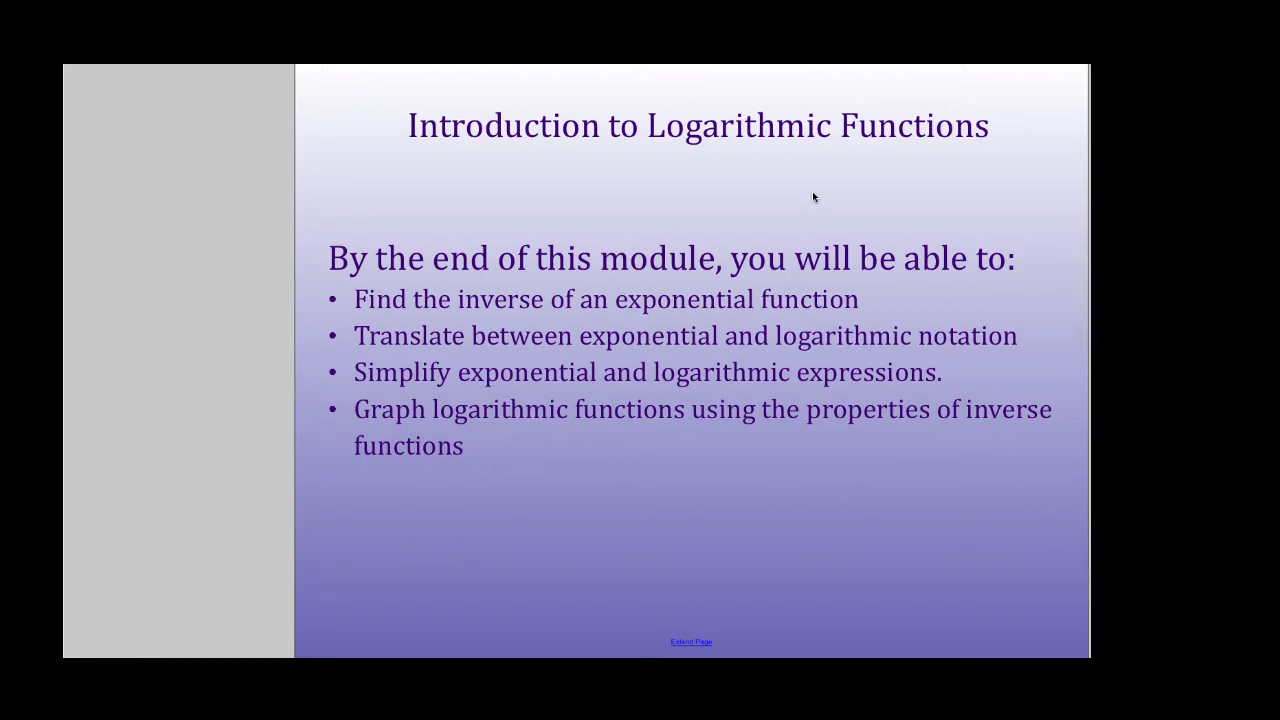 Introduction to Logarithmic Functions
By the end of this module, you will be able to:
• Find the inverse of an exponential function
• Translate between exponential and logarithmic notation
• Simplify exponential and logarithmic expressions.
• Graph logarithmic functions using the properties of inverse
functions
Extend Page